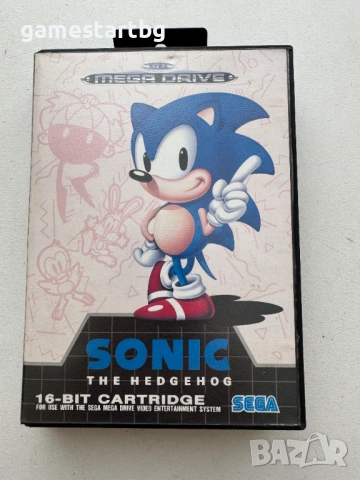 gamestartbg
SEGA
MEGA DRIVE
SONIC
THE HEDGEHOG
16-BIT CARTRIDGE
FOR USE WITH THE SEGA MEGA DRIVE VIDEO ENTERTAINMENT SYSTEM
SEGA
BAZAR